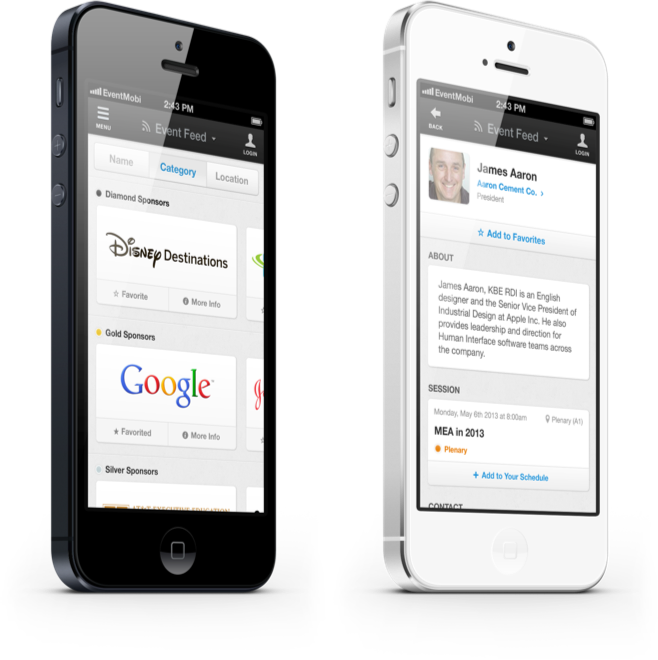 EventMobi
2:43 PM
MENU
Event Feed
LOGIN
Name
Category
Location
Diamond Sponsors
Disney Destinations
Favorite
More Info
Gold Sponsors
Google
Favorited
More Info
Silver Sponsors
AT&T EXECUTIVE EDUCATION
EventMobi
2:43 PM
BACK
Event Feed
LOGIN
James Aaron
Aaron Cement Co. >
President
Add to Favorites
ABOUT
James Aaron, KBE RDI is an English
designer and the Senior Vice President of
Industrial Design at Apple Inc. He also
provides leadership and direction for
Human Interface software teams across
the company.
SESSION
Monday, May 6th 2013 at 8:00am
Plenary (A1)
MEA in 2013
Plenary
+ Add to Your Schedule
CONTACT